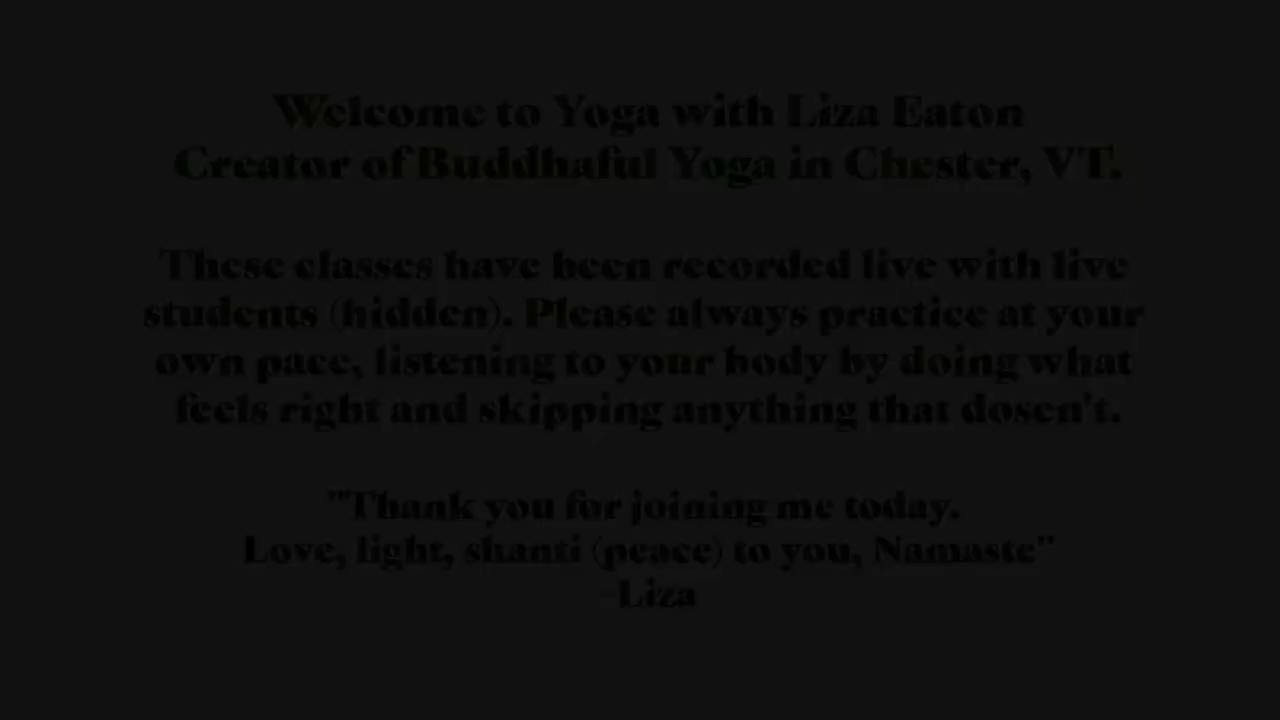 Welcome to Yoga with Liza Eaton
Creator of Buddhaful Yoga in Chester, VT.
These classes have been recorded live with live
students (hidden). Please always practice at your
own pace, listening to your body by doing what
feels right and skipping anything that dosen't.
"Thank you for joining me today.
Love, light, shanti (peace) to you, Namaste"
-Liza